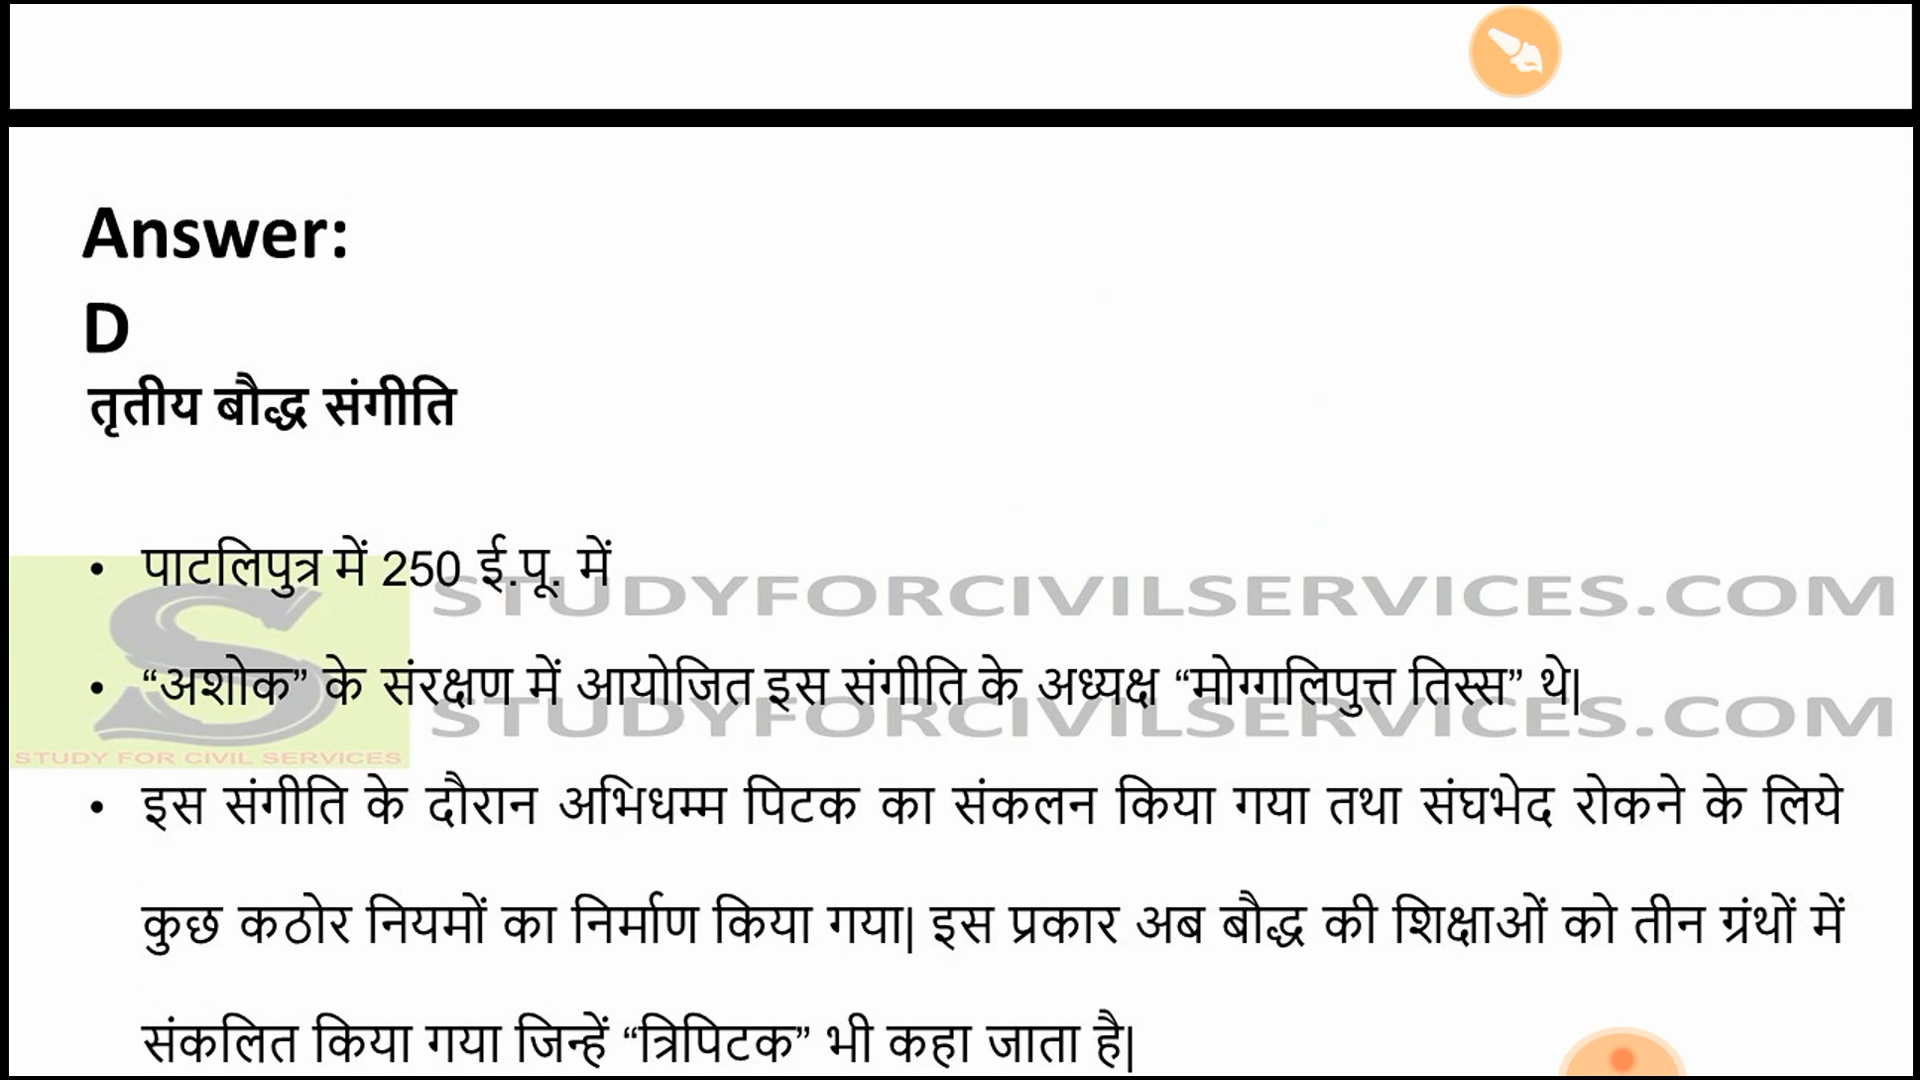 Answer:
D
तृतीय बौद्ध संगीति
• पाटलिपुत्र में 250 ई.पू. में
STUDYFORCIVILSERVICES.COM
• “अशोक” के संरक्षण में आयोजित इस संगीति के अध्यक्ष “मोग्गलिपुत्त तिस्स” थे|
STUDYFORCIVILSERVICES.COM
STUDY FOR CIVIL SERVICES
• इस संगीति के दौरान अभिधम्म पिटक का संकलन किया गया तथा संघभेद रोकने के लिये
कुछ कठोर नियमों का निर्माण किया गया| इस प्रकार अब बौद्ध की शिक्षाओं को तीन ग्रंथों में
संकलित किया गया जिन्हें “त्रिपिटक” भी कहा जाता है|